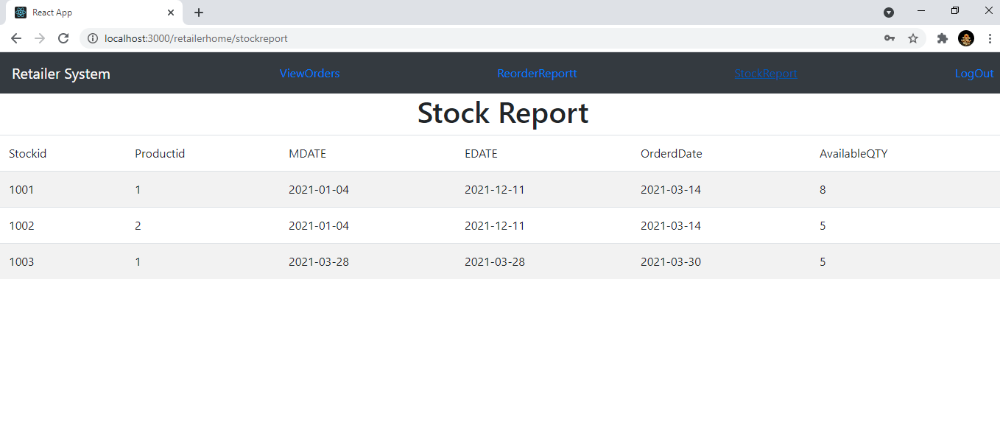 React App
localhost:3000/retailerhome/stockreport
Retailer System ViewOrders ReorderReportt StockReport LogOut
Stock Report
Stockid Productid MDATE EDATE OrderdDate AvailableQTY
1001 1 2021-01-04 2021-12-11 2021-03-14 8
1002 2 2021-01-04 2021-12-11 2021-03-14 5
1003 1 2021-03-28 2021-03-28 2021-03-30 5